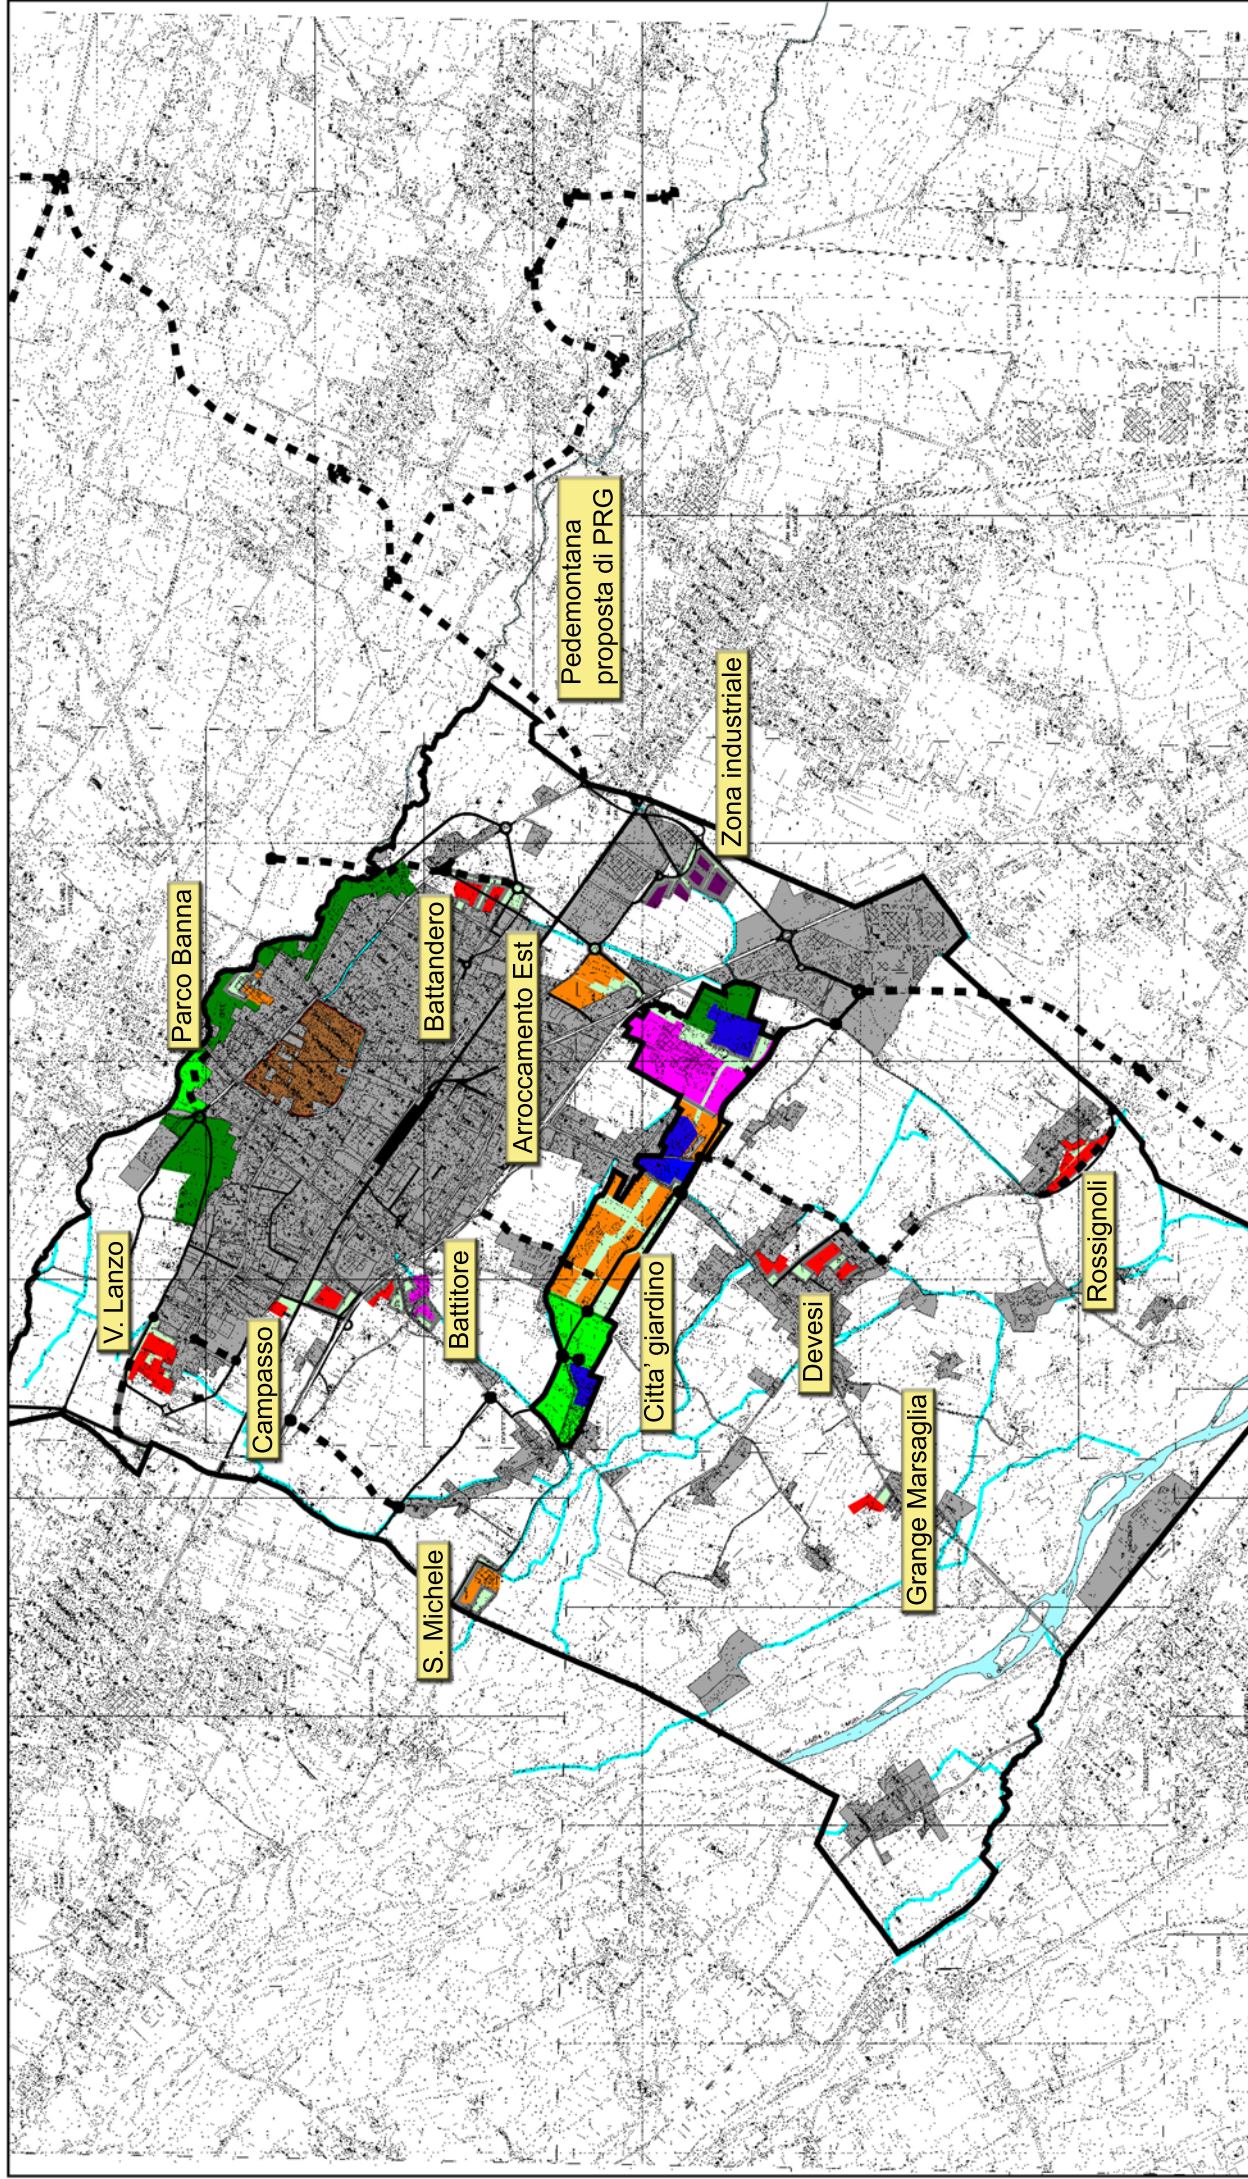 V. Lanzo
Parco Banna
Campasso
Battandero
S. Michele
Battitore
Arroccamento Est
Pedemontana
proposta di PRG
Citta' giardino
Zona industriale
Devesi
Grange Marsaglia
Rossignoli